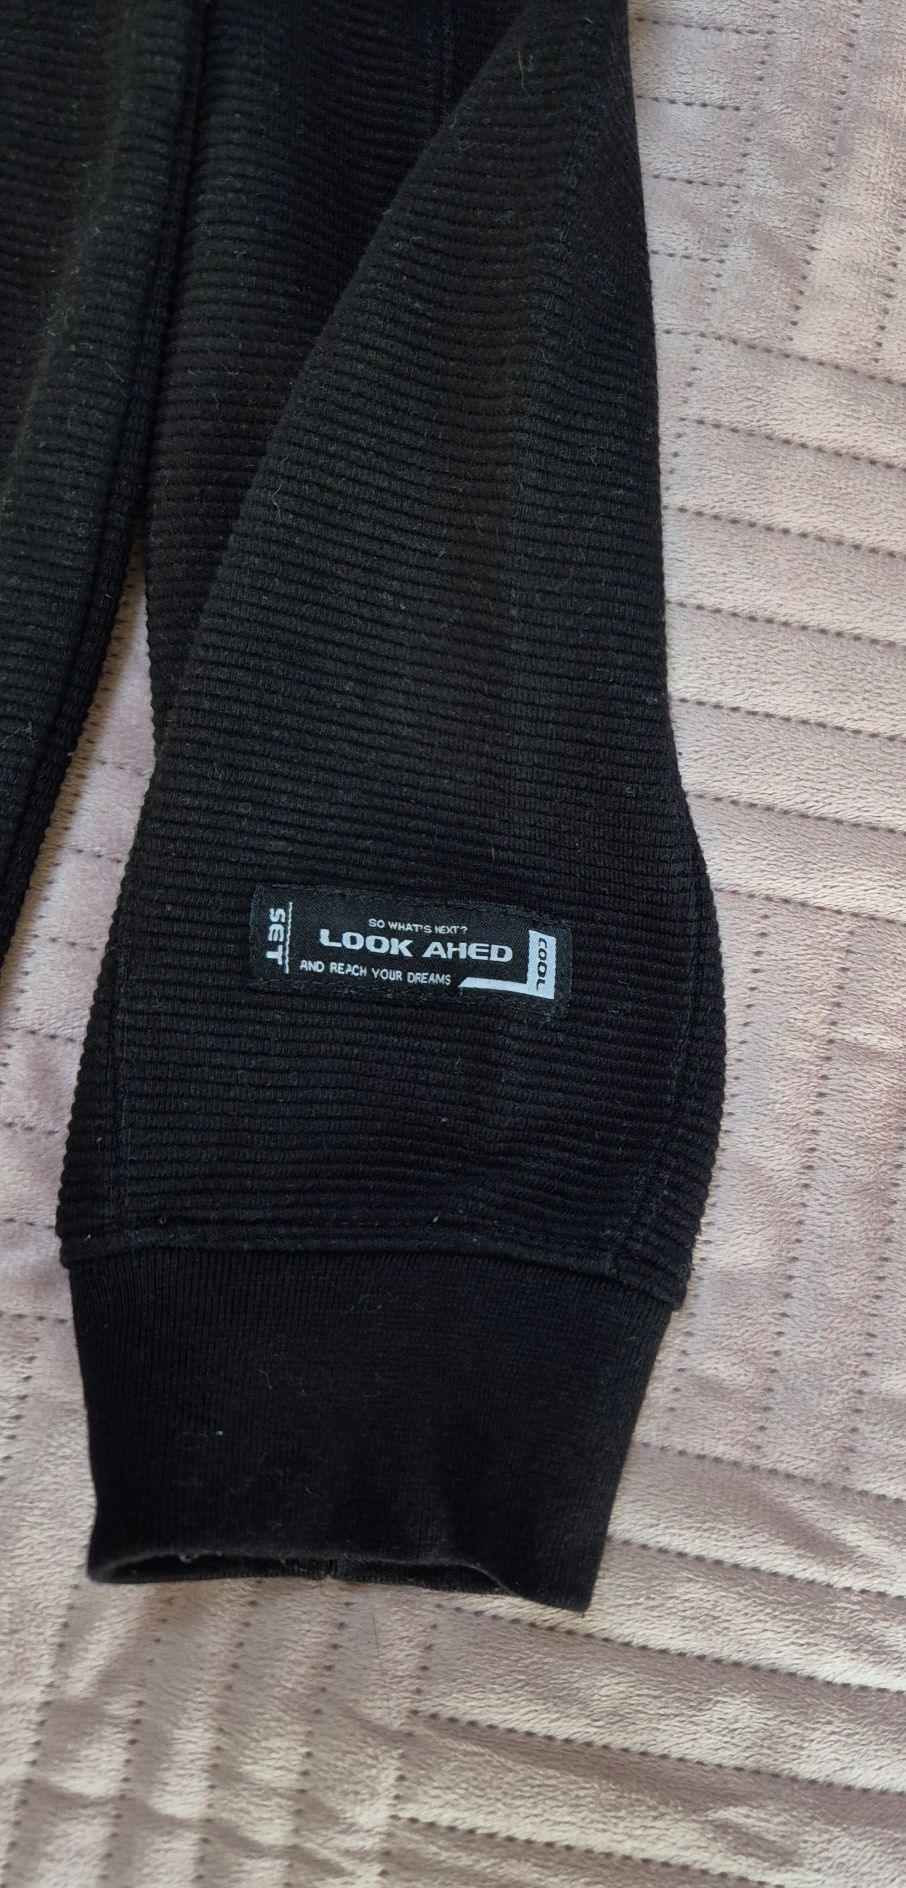 SET
SO WHAT'S NEXT?
LOOK AHED
AND REACH YOUR DREAMS
COOL